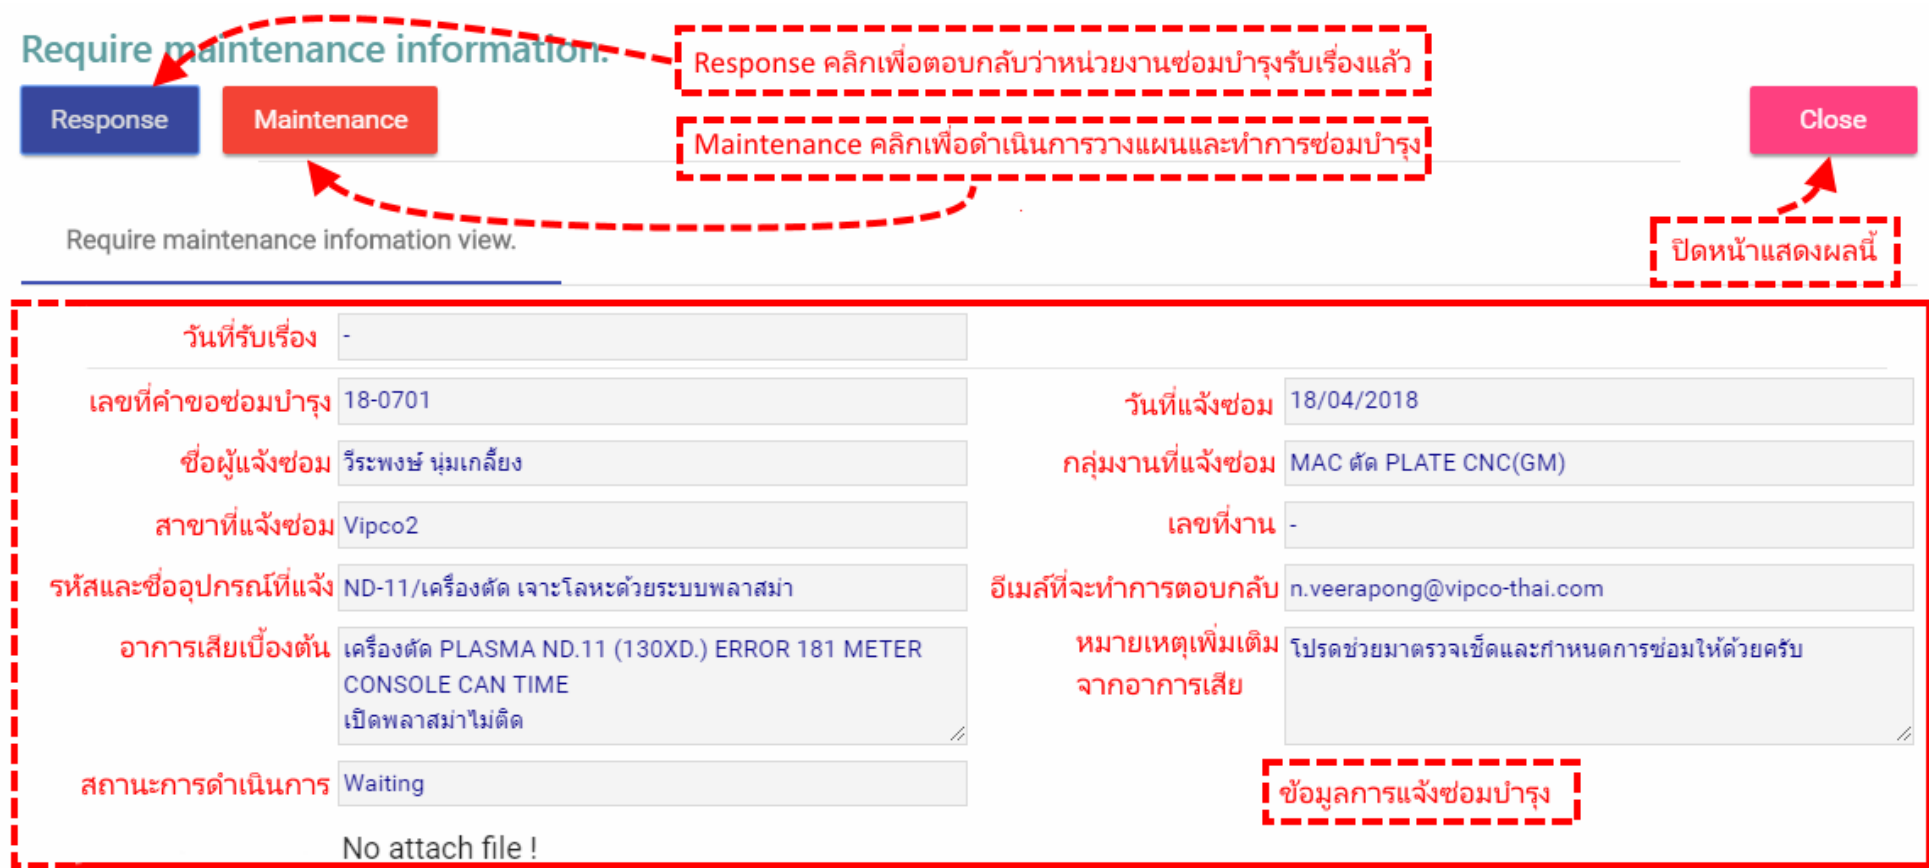 Require maintenance information.
Response คลิกเพื่อตอบกลับว่าหน่วยงานซ่อมบำรุงรับเรื่องแล้ว
Response
Maintenance
Maintenance คลิกเพื่อดำเนินการวางแผนและทำการซ่อมบำรุง
Close
Require maintenance infomation view.
ปิดหน้าแสดงผลนี้
วันที่รับเรื่อง -
เลขที่คำขอซ่อมบำรุง 18-0701
วันที่แจ้งซ่อม 18/04/2018
ชื่อผู้แจ้งซ่อม วีระพงษ์ นุ่มเกลี้ยง
กลุ่มงานที่แจ้งซ่อม MAC ตัด PLATE CNC(GM)
สาขาที่แจ้งซ่อม Vipco2
เลขที่งาน -
รหัสและชื่ออุปกรณ์ที่แจ้ง ND-11/เครื่องตัด เจาะโลหะด้วยระบบพลาสม่า
อีเมล์ที่จะทำการตอบกลับ n.veerapong@vipco-thai.com
อาการเสียเบื้องต้น เครื่องตัด PLASMA ND.11 (130XD.) ERROR 181 METER
CONSOLE CAN TIME
เปิดพลาสม่าไม่ติด
หมายเหตุเพิ่มเติม โปรดช่วยมาตรวจเช็ดและกำหนดการซ่อมให้ด้วยครับ
จากอาการเสีย
สถานะการดำเนินการ Waiting
ข้อมูลการแจ้งซ่อมบำรุง
No attach file !